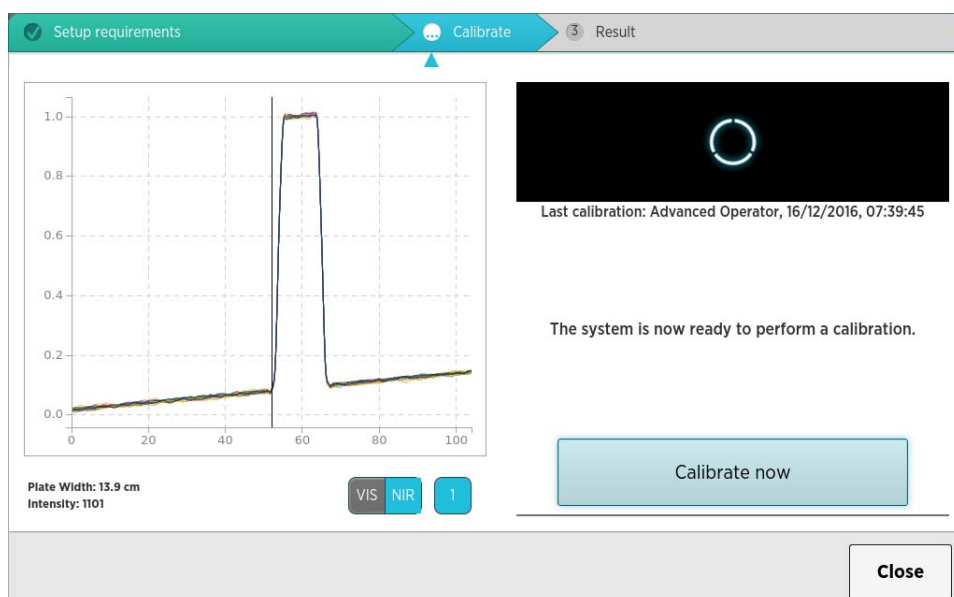 Setup requirements
... Calibrate
3 Result
1.0
0.8
0.6
0.4
0.2
0.0
0 20 40 60 80 100
Plate Width: 13.9 cm
Intensity: 1101
VIS NIR 1
Last calibration: Advanced Operator, 16/12/2016, 07:39:45
The system is now ready to perform a calibration.
Calibrate now
Close